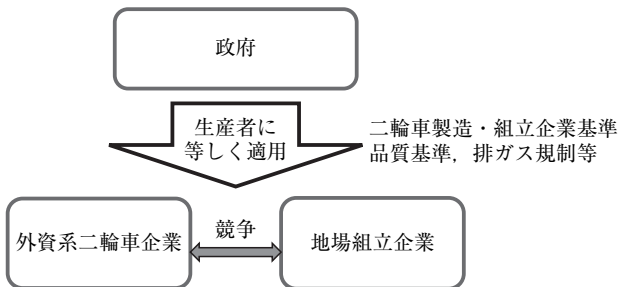 政府
生産者に
等しく適用
二輪車製造・組立企業基準
品質基準，排ガス規制等
外資系二輪車企業
競争
地場組立企業